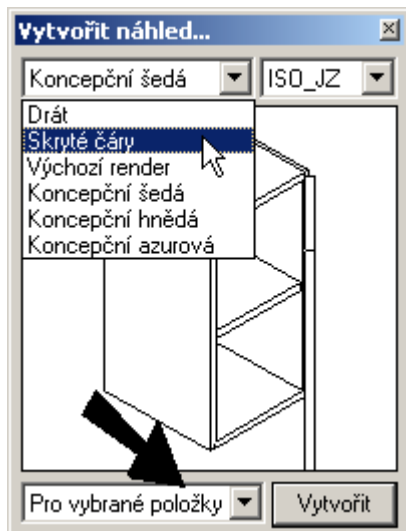 Vytvořit náhled...
Koncepční šedá
ISO_JZ
Drát
Skryté čáry
Výchozí render
Koncepční šedá
Koncepční hnědá
Koncepční azurová
Pro vybrané položky
Vytvořit